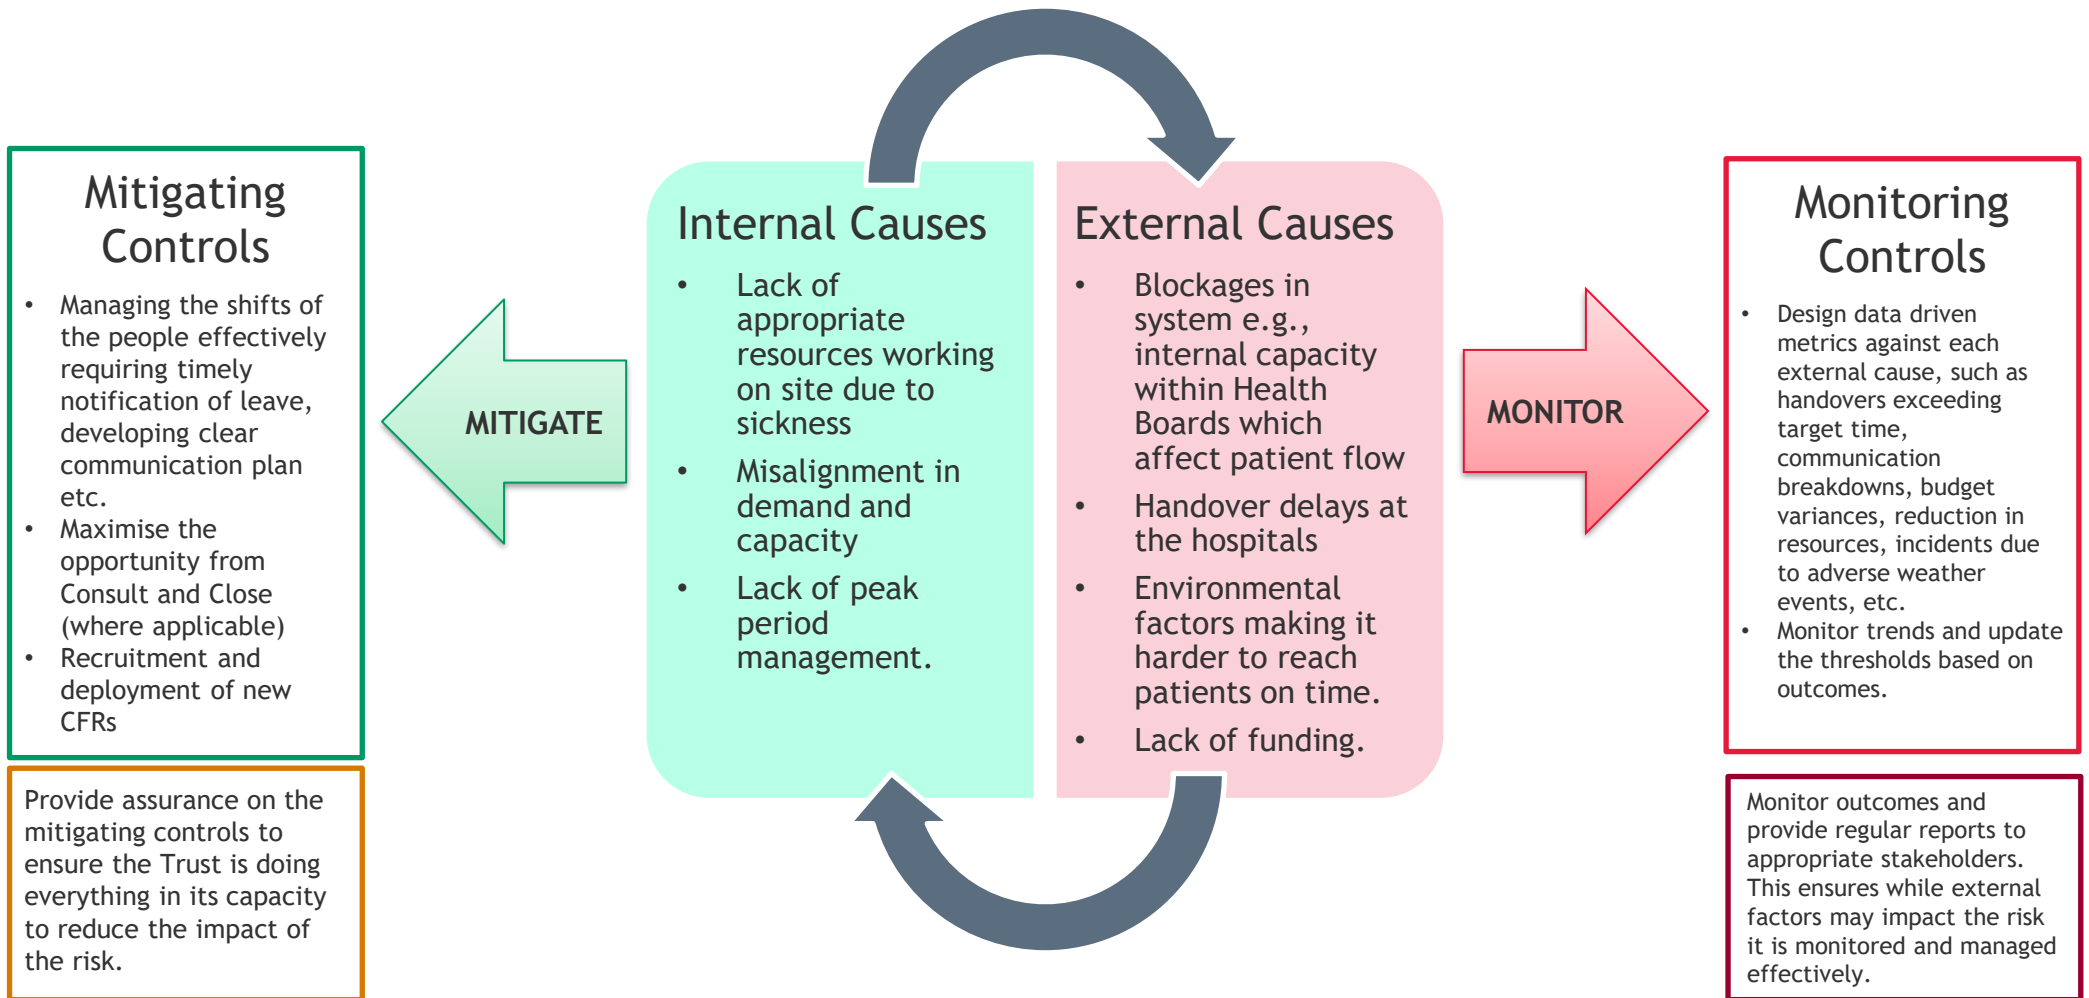 Mitigating
Controls
• Managing the shifts of
the people effectively
requiring timely
notification of leave,
developing clear
communication plan
etc.
• Maximise the
opportunity from
Consult and Close
(where applicable)
• Recruitment and
deployment of new
CFRs
Provide assurance on the
mitigating controls to
ensure the Trust is doing
everything in its capacity
to reduce the impact of
the risk.
MITIGATE
Internal Causes
• Lack of
appropriate
resources working
on site due to
sickness
• Misalignment in
demand and
capacity
• Lack of peak
period
management.
External Causes
• Blockages in
system e.g.,
internal capacity
within Health
Boards which
affect patient flow
• Handover delays at
the hospitals
• Environmental
factors making it
harder to reach
patients on time.
• Lack of funding.
MONITOR
Monitoring
Controls
• Design data driven
metrics against each
external cause, such as
handovers exceeding
target time,
communication
breakdowns, budget
variances, reduction in
resources, incidents due
to adverse weather
events, etc.
• Monitor trends and update
the thresholds based on
outcomes.
Monitor outcomes and
provide regular reports to
appropriate stakeholders.
This ensures while external
factors may impact the risk
it is monitored and managed
effectively.